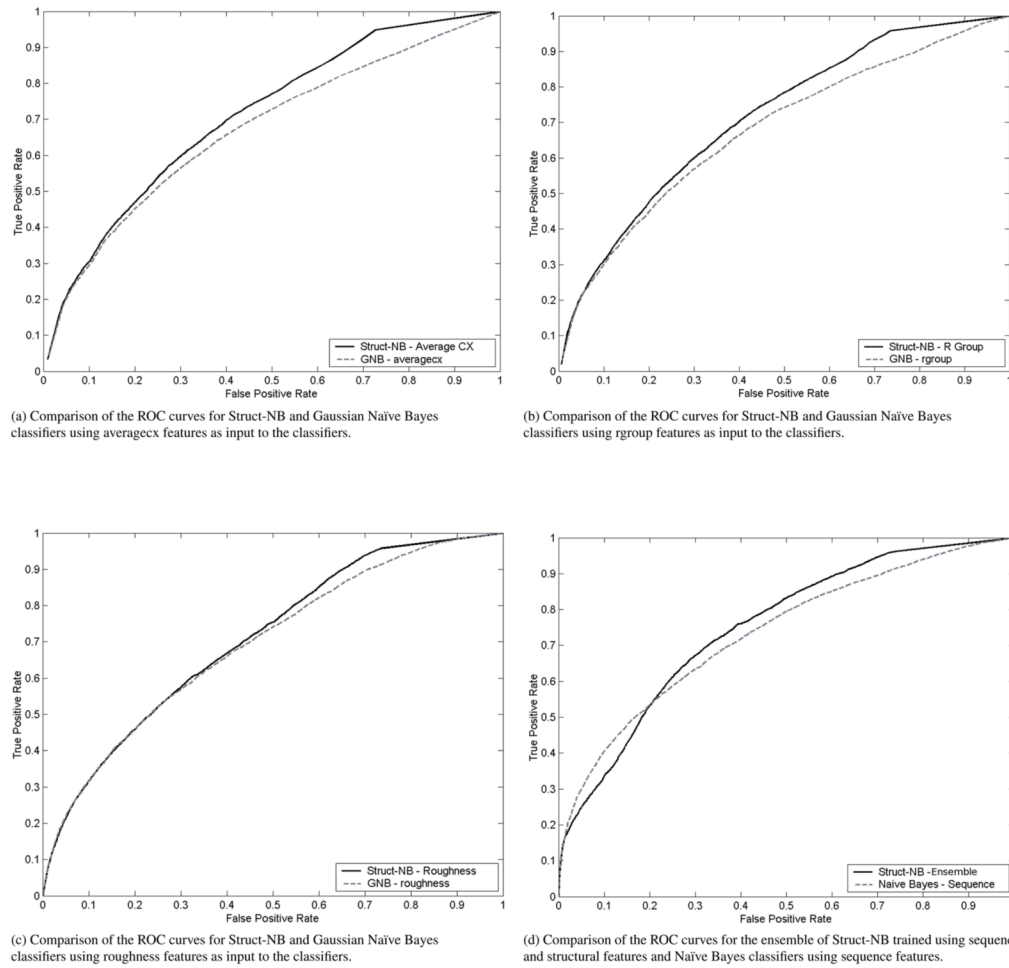 1
0.9
0.8
0.7
0.6
0.5
0.4
0.3
0.2
0.1
0
True Positive Rate
0 0.1 0.2 0.3 0.4 0.5 0.6 0.7 0.8 0.9 1
False Positive Rate
Struct-NB - Average CX
GNB - averagecx
(a) Comparison of the ROC curves for Struct-NB and Gaussian Naïve Bayes
classifiers using averagecx features as input to the classifiers.
1
0.9
0.8
0.7
0.6
0.5
0.4
0.3
0.2
0.1
0
True Positive Rate
0 0.1 0.2 0.3 0.4 0.5 0.6 0.7 0.8 0.9 1
False Positive Rate
Struct-NB - R Group
GNB - rgroup
(b) Comparison of the ROC curves for Struct-NB and Gaussian Naïve Bayes
classifiers using rgroup features as input to the classifiers.
1
0.9
0.8
0.7
0.6
0.5
0.4
0.3
0.2
0.1
0
True Positive Rate
0 0.1 0.2 0.3 0.4 0.5 0.6 0.7 0.8 0.9 1
False Positive Rate
Struct-NB - Roughness
GNB - roughness
(c) Comparison of the ROC curves for Struct-NB and Gaussian Naïve Bayes
classifiers using roughness features as input to the classifiers.
1
0.9
0.8
0.7
0.6
0.5
0.4
0.3
0.2
0.1
0
True Positive Rate
0 0.1 0.2 0.3 0.4 0.5 0.6 0.7 0.8 0.9 1
False Positive Rate
Struct-NB -Ensemble
Naive Bayes - Sequence
(d) Comparison of the ROC curves for the ensemble of Struct-NB trained using sequenc
and structural features and Naïve Bayes classifiers using sequence features.